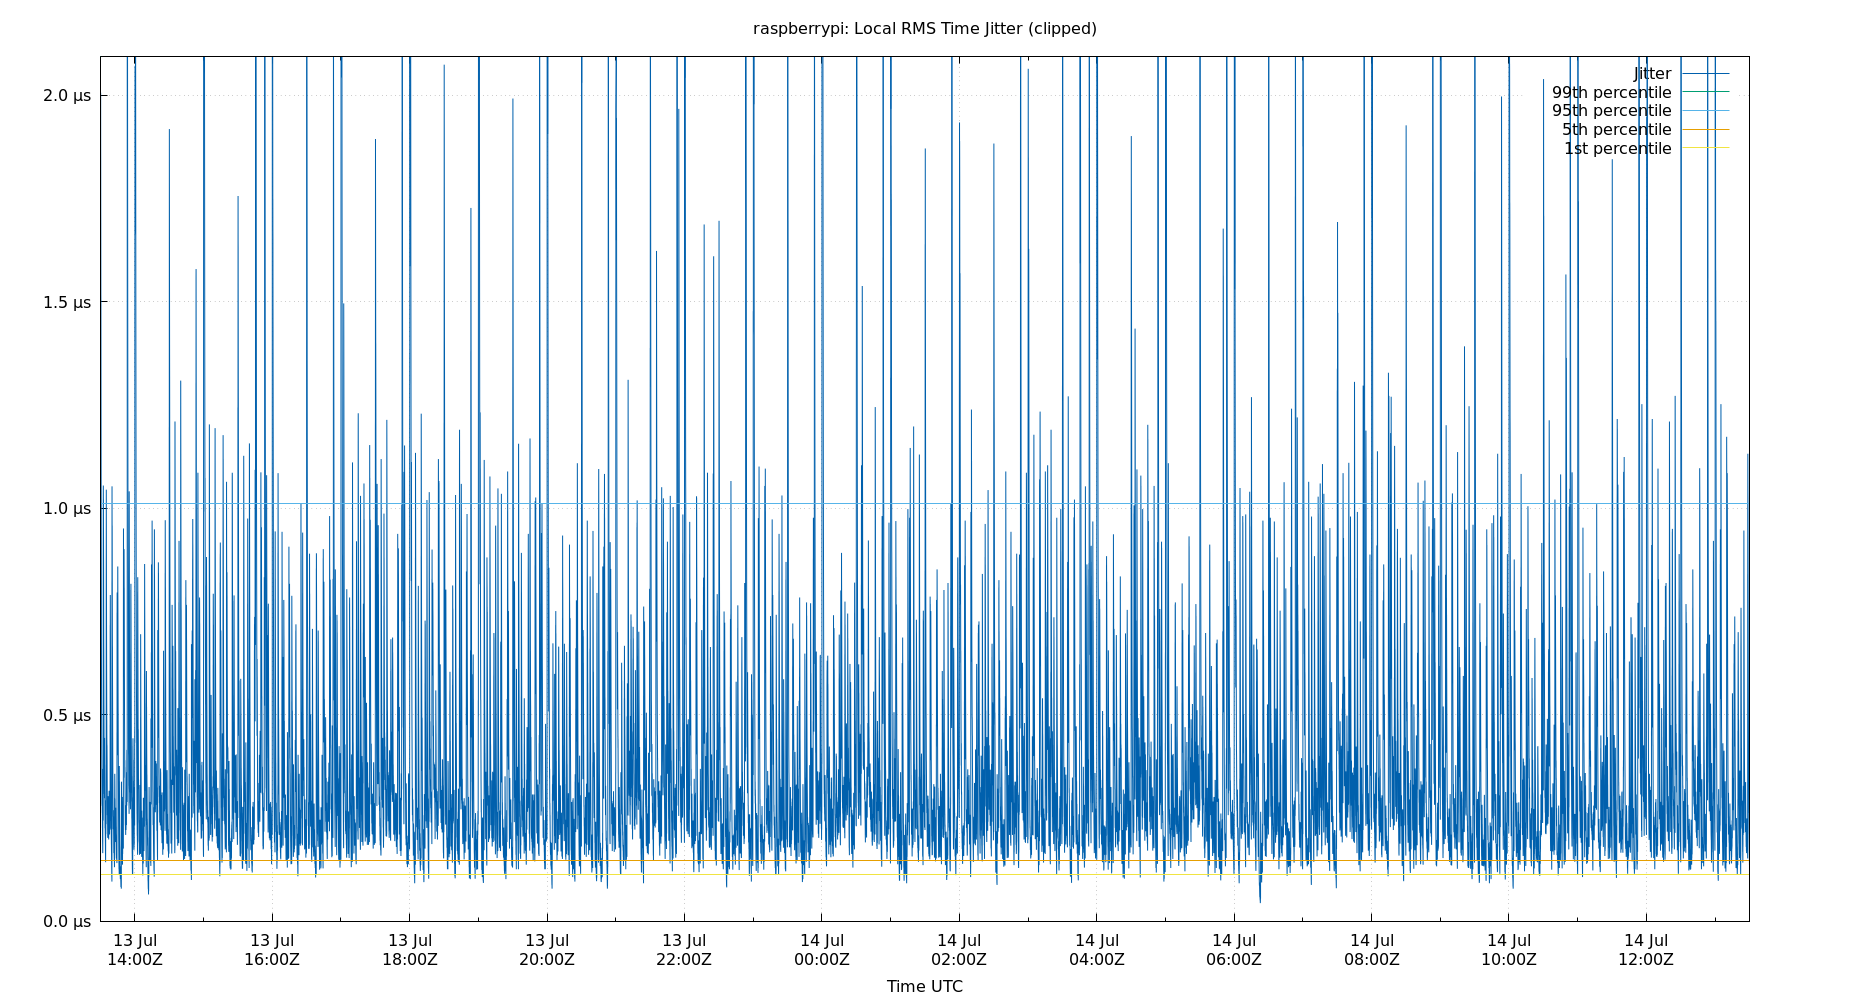 raspberrypi: Local RMS Time Jitter (clipped)
Jitter
99th percentile
95th percentile
5th percentile
1st percentile
2.0 µs
1.5 µs
1.0 µs
0.5 µs
0.0 µs
13 Jul 13 Jul 13 Jul 13 Jul 13 Jul 14 Jul 14 Jul 14 Jul 14 Jul 14 Jul 14 Jul 14 Jul
14:00Z 16:00Z 18:00Z 20:00Z 22:00Z 00:00Z 02:00Z 04:00Z 06:00Z 08:00Z 10:00Z 12:00Z
Time UTC